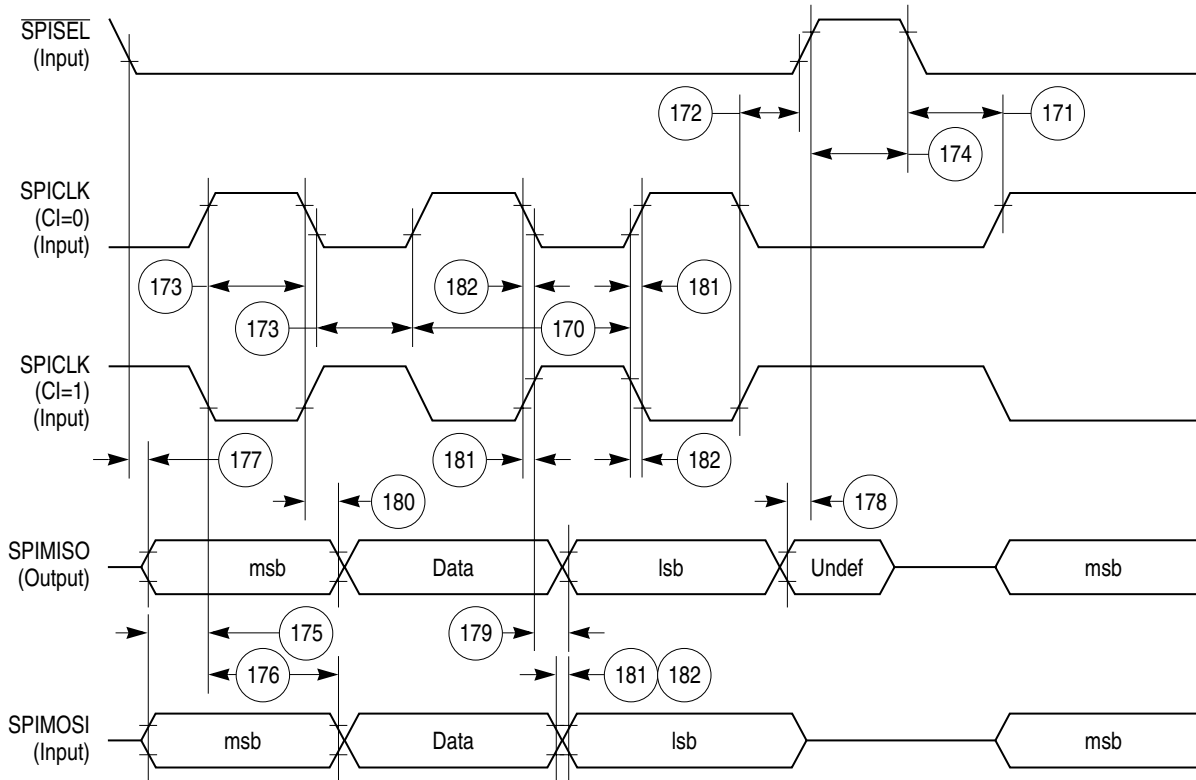 SPISEL
(Input)
172
171
174
SPICLK
(CI=0)
(Input)
173
182
181
173
170
SPICLK
(CI=1)
(Input)
177
181
182
180
178
SPIMISO
(Output)
msb
Data
lsb
Undef
msb
175
179
176
181
182
SPIMOSI
(Input)
msb
Data
lsb
msb